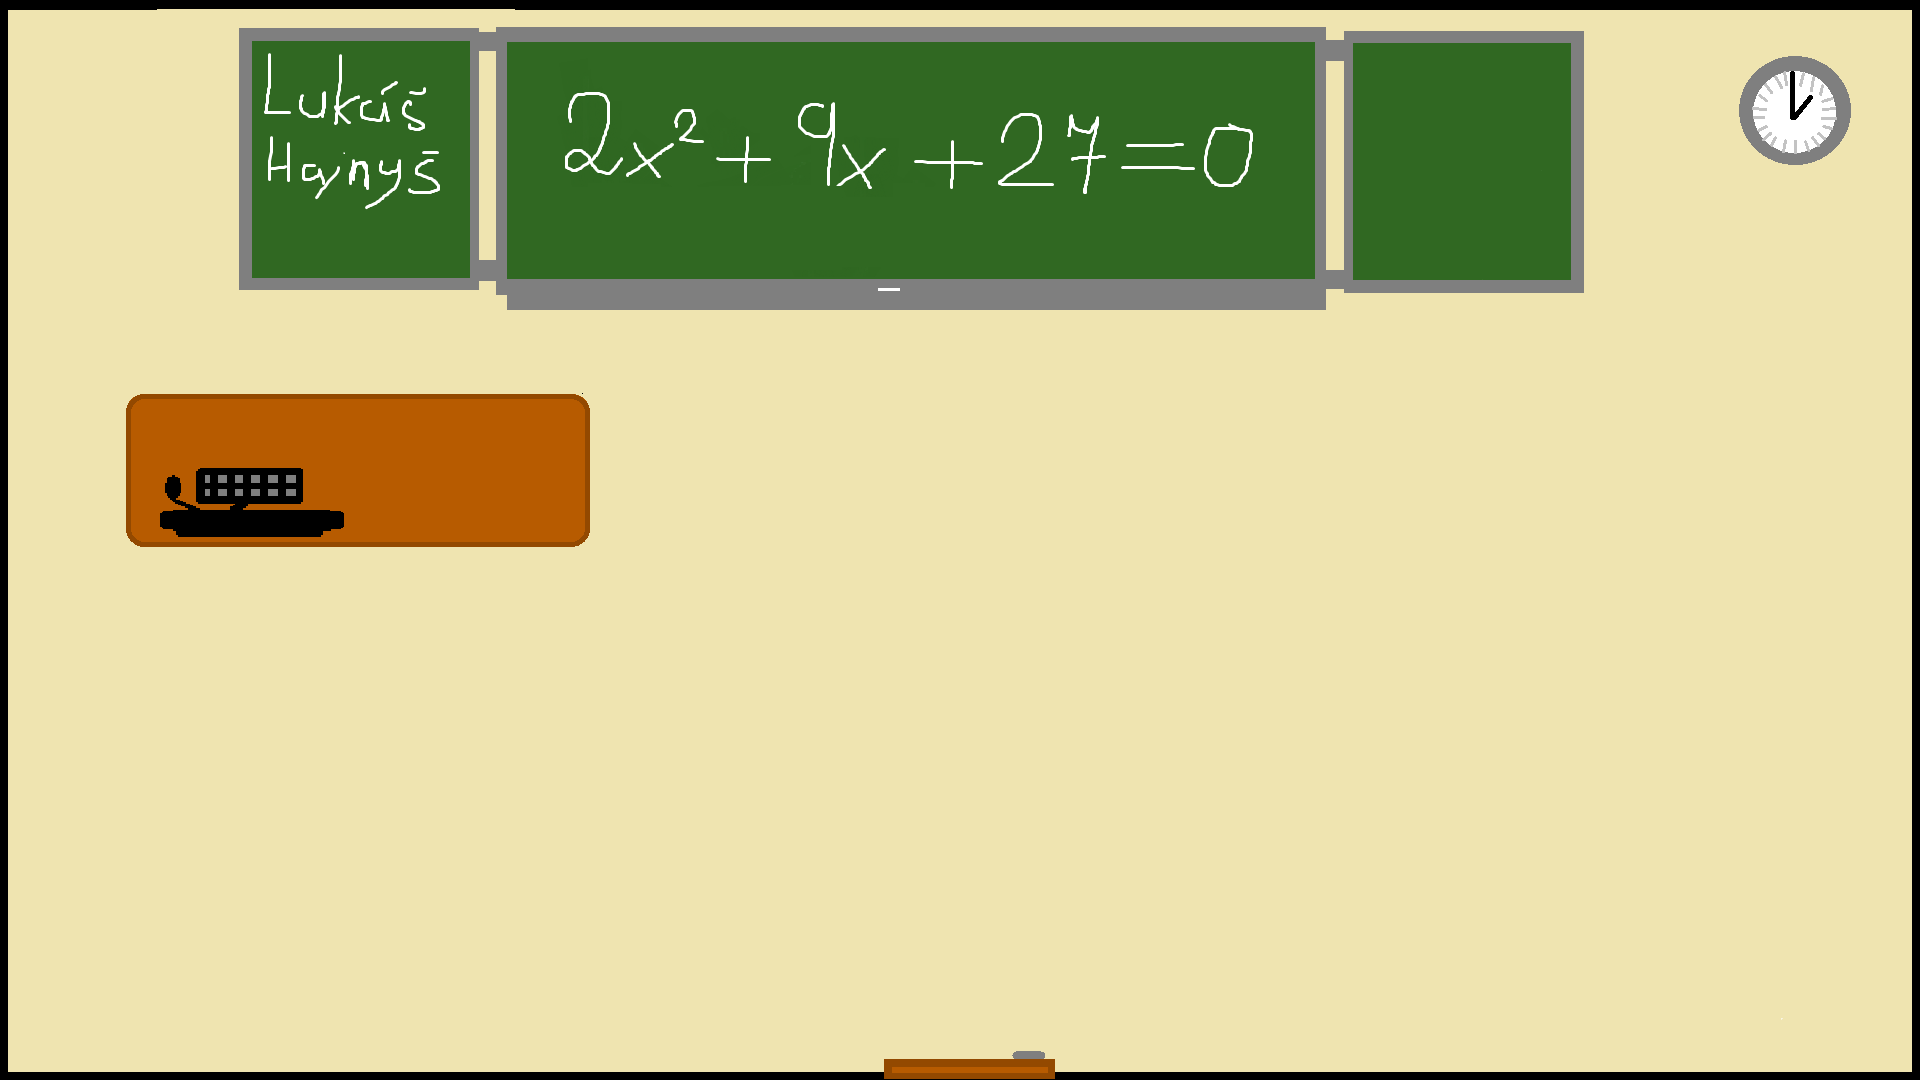 Lukáš
Hajnyš
2x² + 9x + 27 = 0